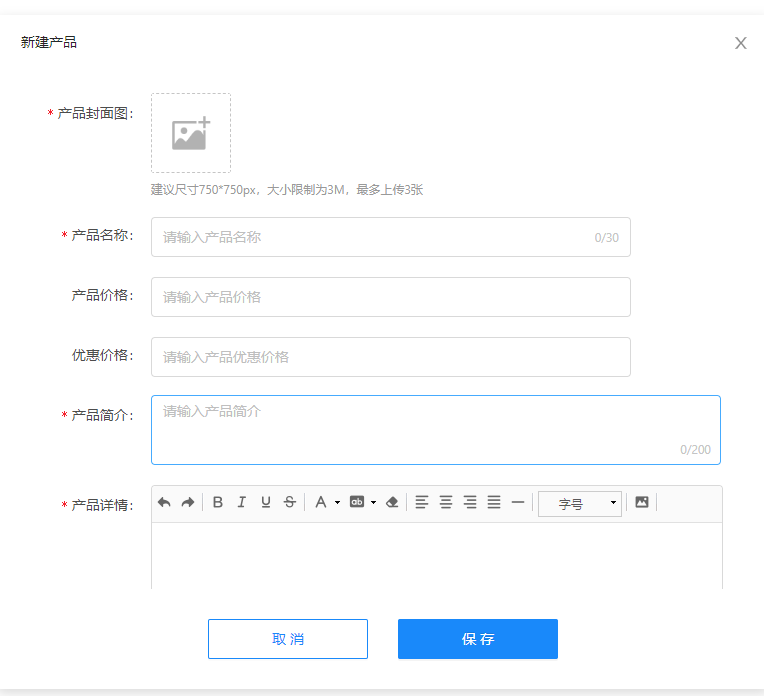 新建产品
X
* 产品封面图：
建议尺寸750*750px，大小限制为3M，最多上传3张
* 产品名称： 请输入产品名称 0/30
产品价格： 请输入产品价格
优惠价格： 请输入产品优惠价格
* 产品简介： 请输入产品简介
0/200
* 产品详情： B I U S A ab 字号
取消 保存